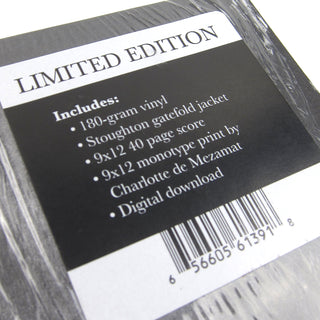 LIMITED EDITION
Includes:
• 180-gram vinyl
• Stoughton gatefold jacket
• 9x12 40 page score
• 9x12 monotype print by
Charlotte de Mezamat
• Digital download
6 56605 61391 8